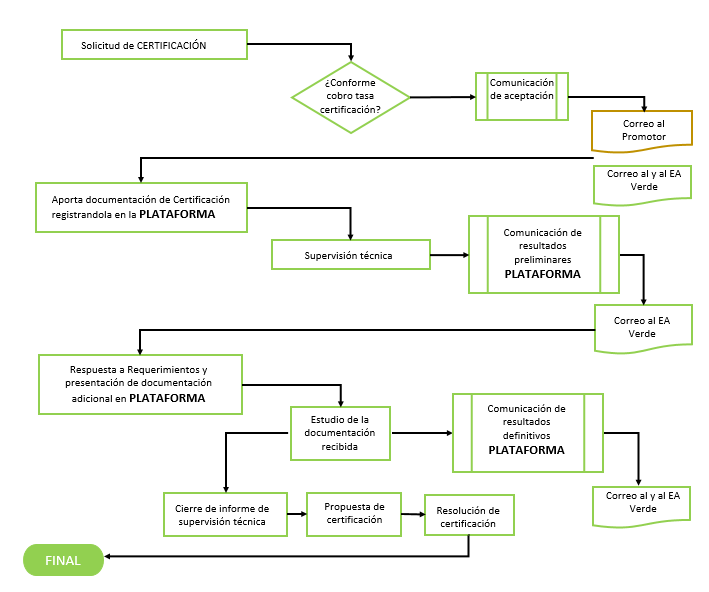 Solicitud de CERTIFICACIÓN
¿Conforme
cobro tasa
certificación?
Comunicación
de aceptación
Correo al
Promotor
Correo al y al EA
Verde
Aporta documentación de Certificación
registrandola en la PLATAFORMA
Supervisión técnica
Comunicación de
resultados
preliminares
PLATAFORMA
Correo al EA
Verde
Respuesta a Requerimientos y
presentación de documentación
adicional en PLATAFORMA
Estudio de la
documentación
recibida
Comunicación de
resultados
definitivos
PLATAFORMA
Correo al y al EA
Verde
Cierre de informe de
supervisión técnica
Propuesta de
certificación
Resolución de
certificación
FINAL